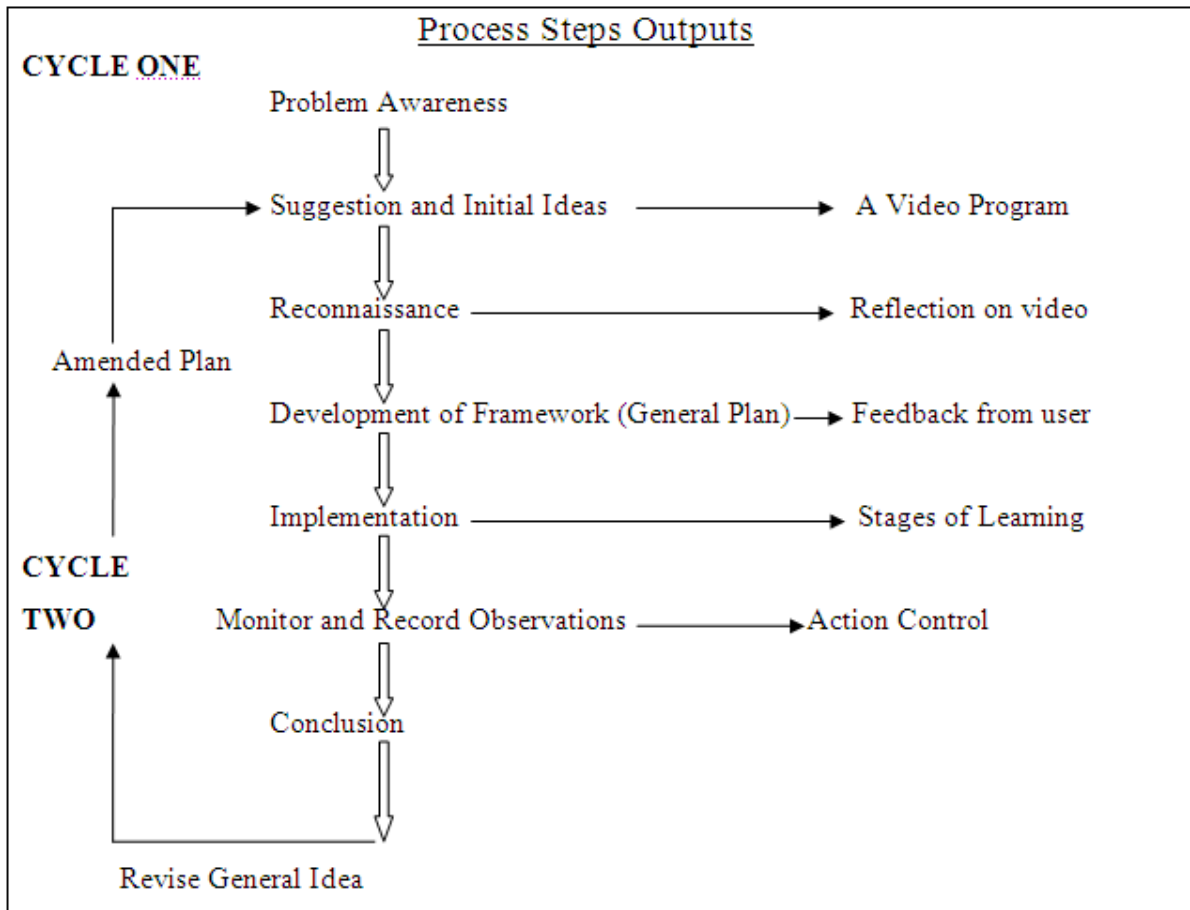 Process Steps Outputs
CYCLE ONE
Problem Awareness
Suggestion and Initial Ideas
A Video Program
Reconnaissance
Reflection on video
Amended Plan
Development of Framework (General Plan)
Feedback from user
Implementation
Stages of Learning
CYCLE
TWO
Monitor and Record Observations
Action Control
Conclusion
Revise General Idea